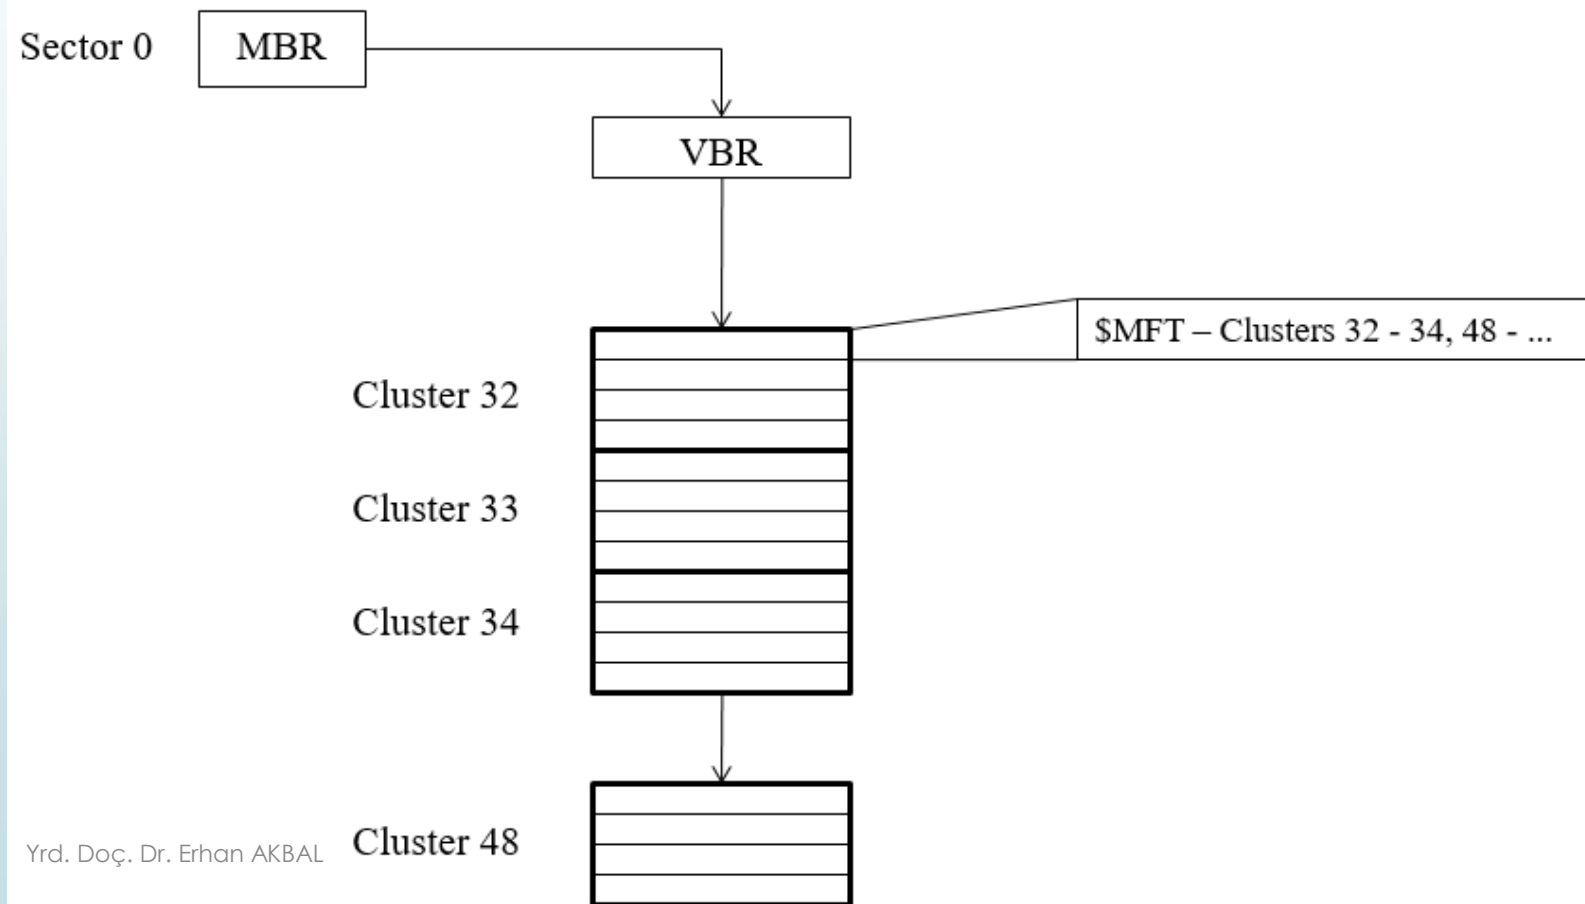 Sector 0
MBR
VBR
$MFT – Clusters 32 - 34, 48 - ...
Cluster 32
Cluster 33
Cluster 34
Cluster 48
Yrd. Doç. Dr. Erhan AKBAL